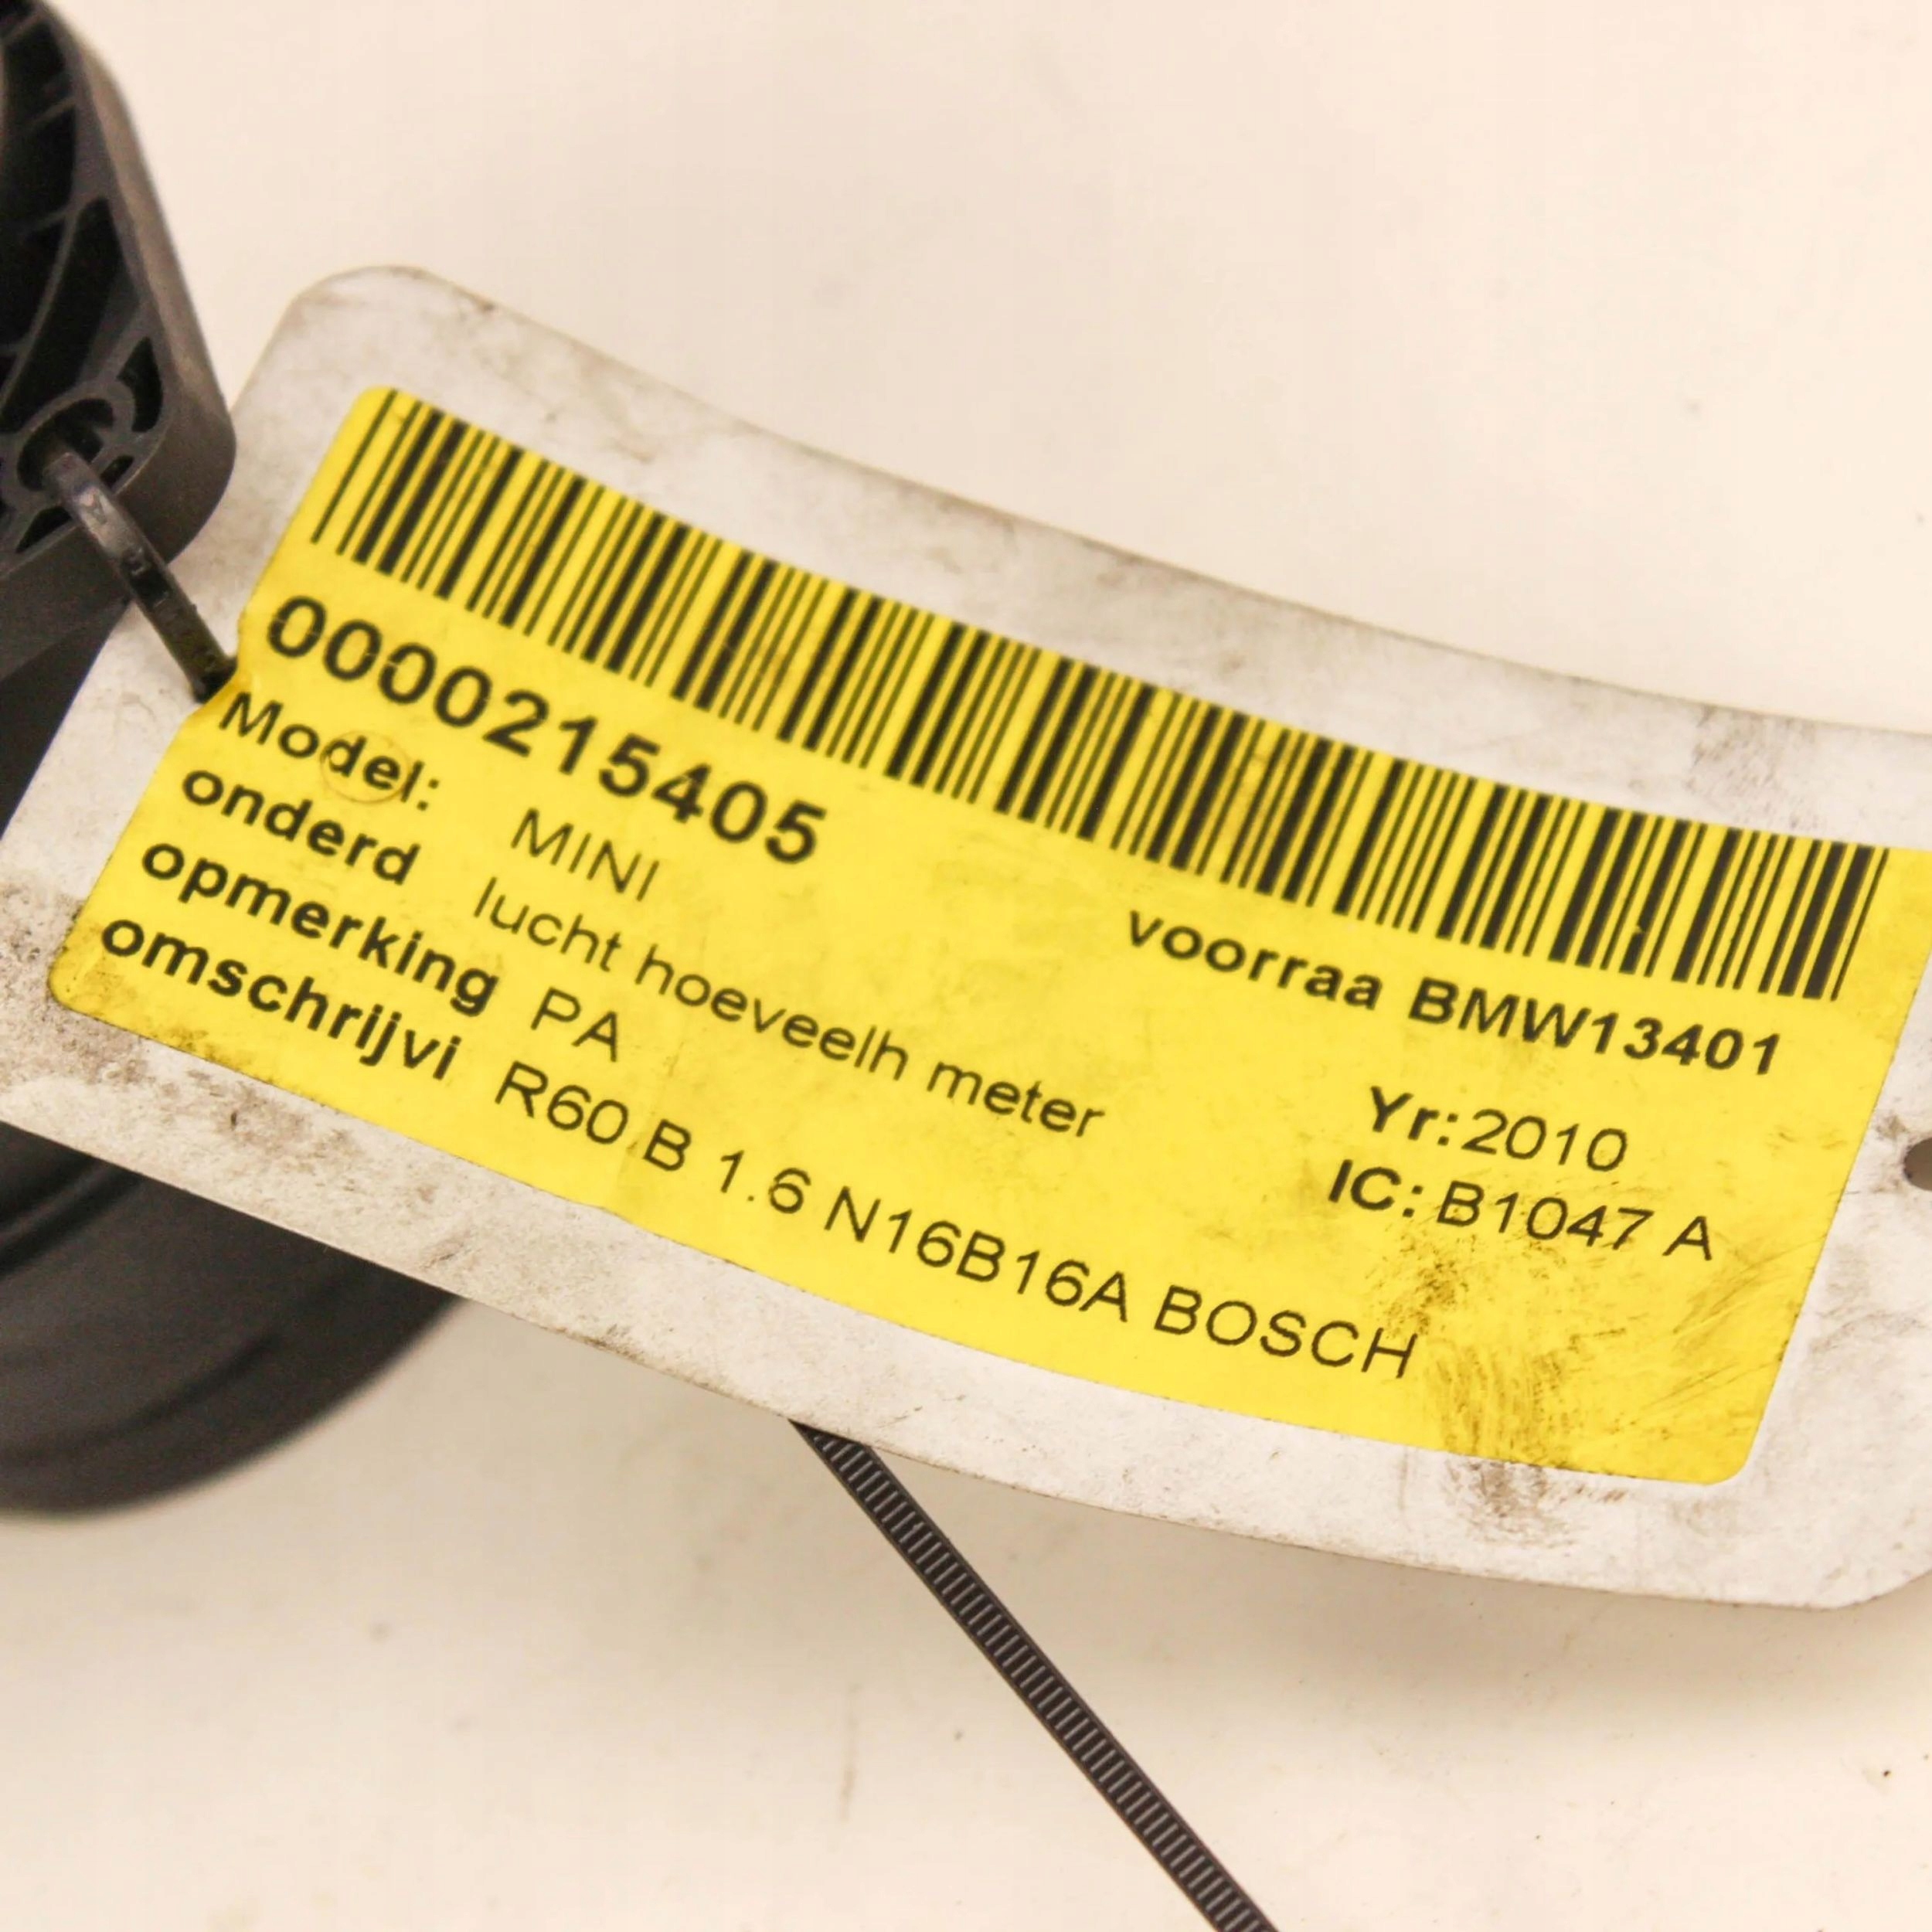 0000215405
voorraa BMW13401
Model: MINI
Yr: 2010
onderd lucht hoeveelh meter
IC: B1047 A
opmerking PA
omschrijvi R60 B 1.6 N16B16A BOSCH